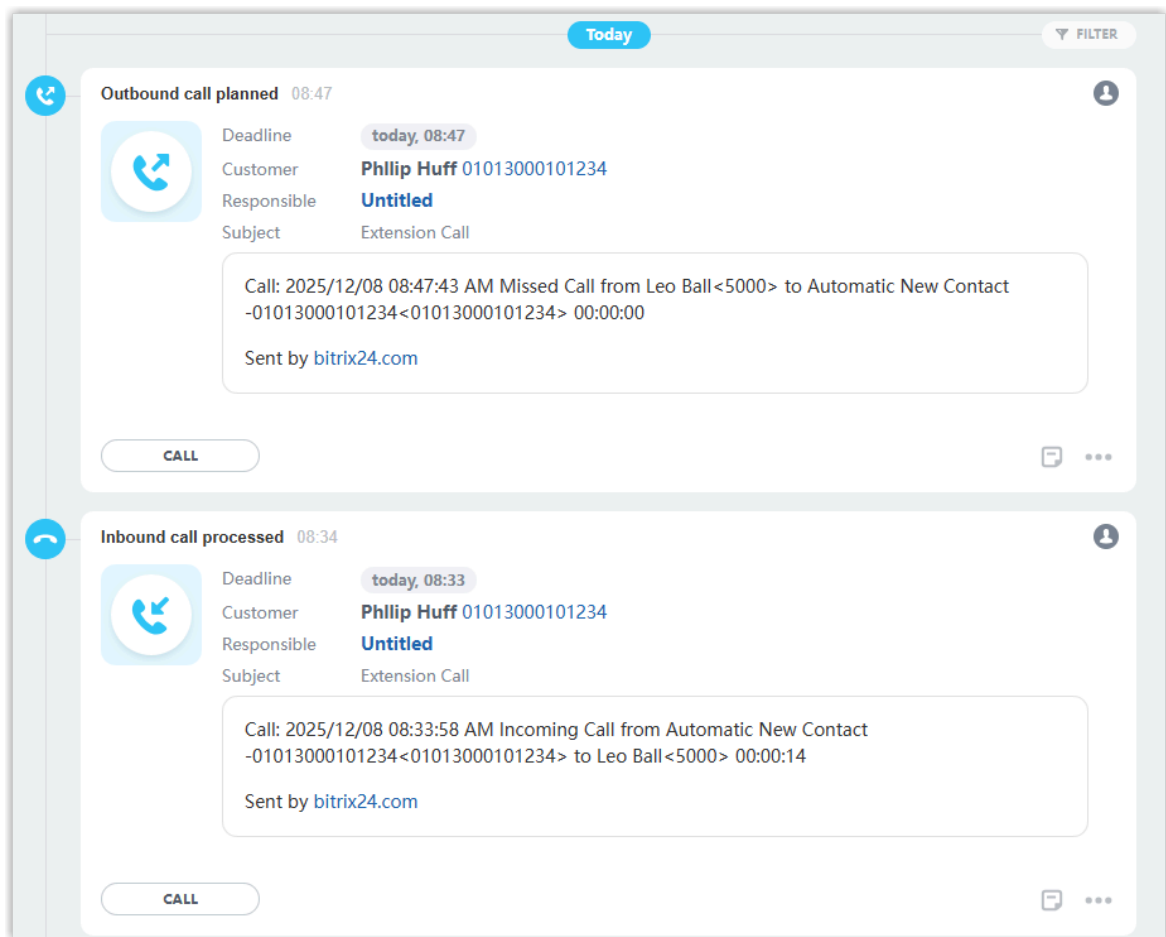 Today
FILTER
Outbound call planned 08:47
Deadline today, 08:47
Customer Phllip Huff 01013000101234
Responsible Untitled
Subject Extension Call
Call: 2025/12/08 08:47:43 AM Missed Call from Leo Ball<5000> to Automatic New Contact
-01013000101234<01013000101234> 00:00:00
Sent by bitrix24.com
CALL
Inbound call processed 08:34
Deadline today, 08:33
Customer Phllip Huff 01013000101234
Responsible Untitled
Subject Extension Call
Call: 2025/12/08 08:33:58 AM Incoming Call from Automatic New Contact
-01013000101234<01013000101234> to Leo Ball<5000> 00:00:14
Sent by bitrix24.com
CALL